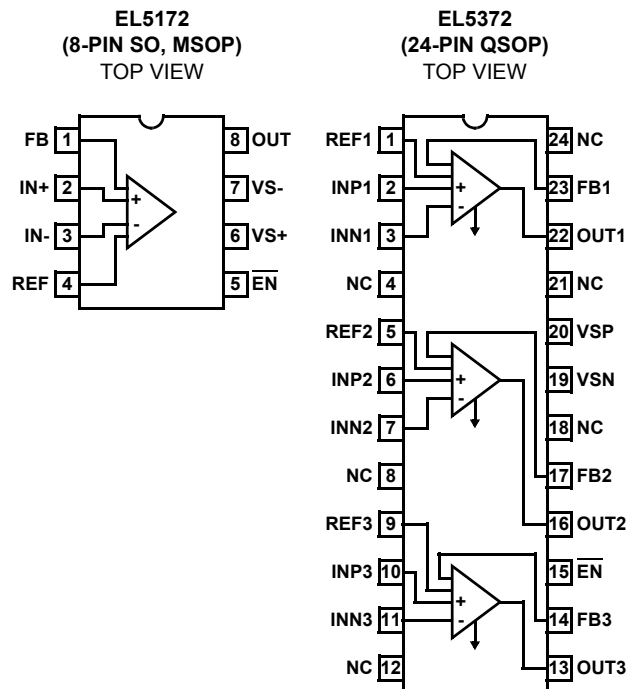 EL5172
(8-PIN SO, MSOP)
TOP VIEW
FB 1
8 OUT
IN+ 2
+
7 VS-
IN- 3
-
6 VS+
REF 4
5 EN
EL5372
(24-PIN QSOP)
TOP VIEW
REF1 1
24 NC
INP1 2
+
23 FB1
INN1 3
-
22 OUT1
NC 4
21 NC
REF2 5
20 VSP
INP2 6
+
19 VSN
INN2 7
-
18 NC
NC 8
17 FB2
REF3 9
16 OUT2
INP3 10
15 EN
+
INN3 11
-
14 FB3
NC 12
13 OUT3